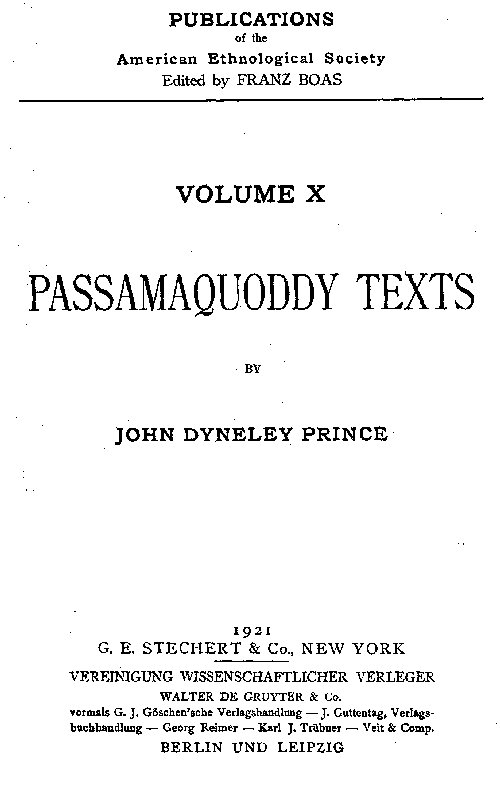 PUBLICATIONS
of the
American Ethnological Society
Edited by FRANZ BOAS
VOLUME X
PASSAMAQUODDY TEXTS
BY
JOHN DYNELEY PRINCE
1921
G. E. STECHERT & Co., NEW YORK
VEREINIGUNG WISSENSCHAFTLICHER VERLEGER
WALTER DE GRUYTER & Co.
vormals G. J. Göschen'sche Verlagshandlung — J. Guttentag, Verlags-
buchhandlung — Georg Reimer — Karl J. Trübner — Veit & Comp.
BERLIN UND LEIPZIG